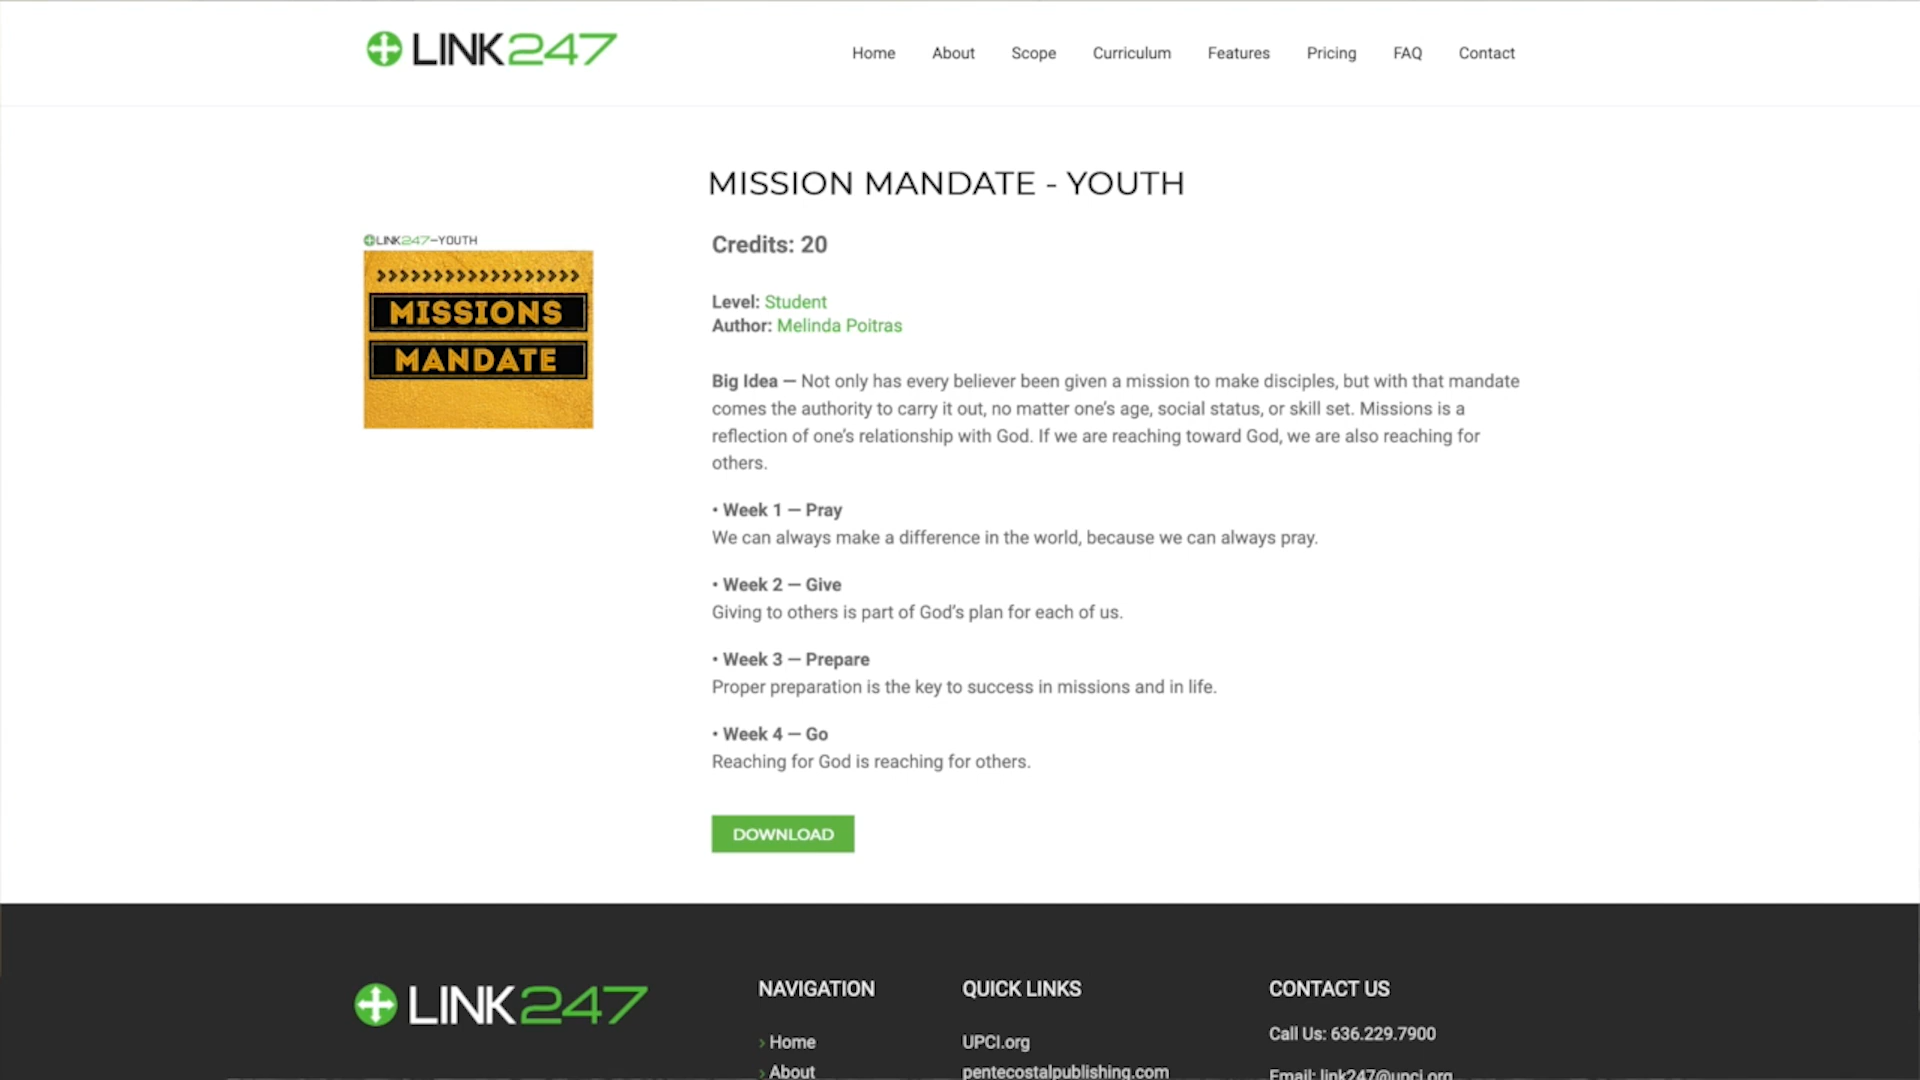 LINK247
Home About Scope Curriculum Features Pricing FAQ Contact
MISSION MANDATE - YOUTH
LINK247—YOUTH
››››››››››››››››››
MISSIONS
MANDATE
Credits: 20
Level: Student
Author: Melinda Poitras
Big Idea — Not only has every believer been given a mission to make disciples, but with that mandate
comes the authority to carry it out, no matter one’s age, social status, or skill set. Missions is a
reflection of one’s relationship with God. If we are reaching toward God, we are also reaching for
others.
• Week 1 — Pray
We can always make a difference in the world, because we can always pray.
• Week 2 — Give
Giving to others is part of God’s plan for each of us.
• Week 3 — Prepare
Proper preparation is the key to success in missions and in life.
• Week 4 — Go
Reaching for God is reaching for others.
DOWNLOAD
LINK247
NAVIGATION
› Home
› About
QUICK LINKS
UPCI.org
pentecostalpublishing.com
CONTACT US
Call Us: 636.229.7900
Email: link247@upci.org